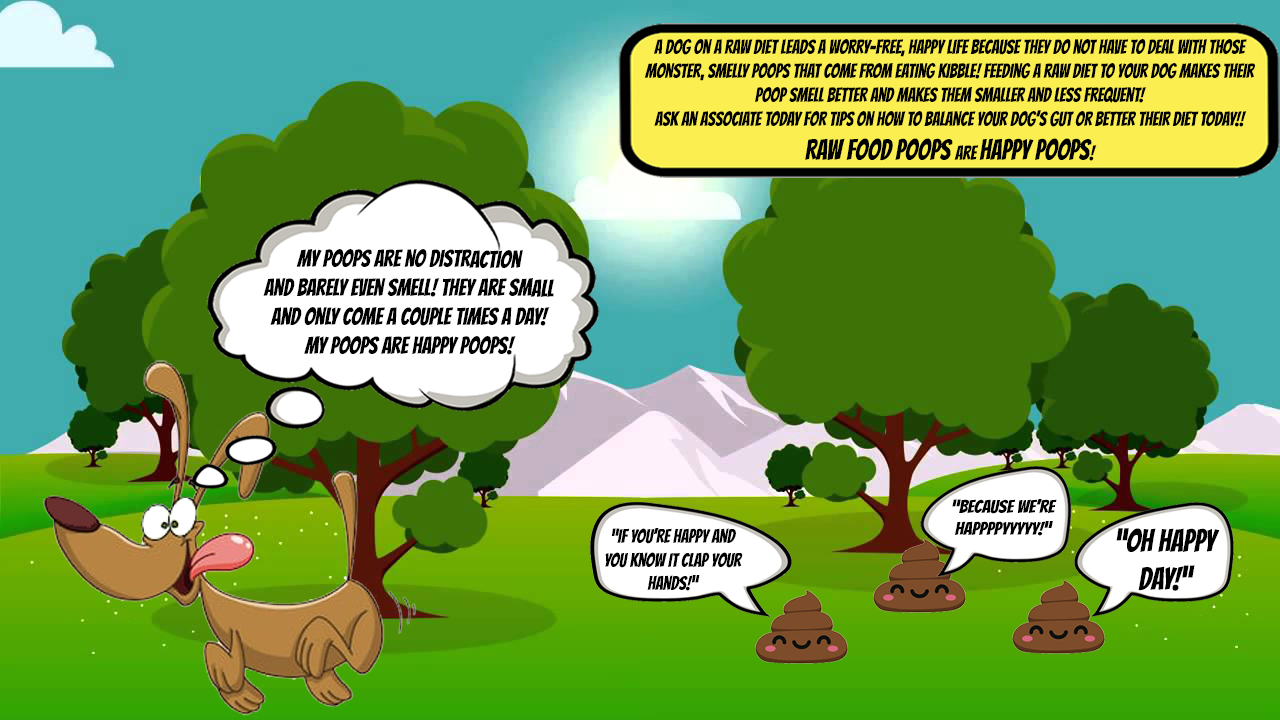 A DOG ON A RAW DIET LEADS A WORRY-FREE, HAPPY LIFE BECAUSE THEY DO NOT HAVE TO DEAL WITH THOSE
MONSTER, SMELLY POOPS THAT COME FROM EATING KIBBLE! FEEDING A RAW DIET TO YOUR DOG MAKES THEIR
POOP SMELL BETTER AND MAKES THEM SMALLER AND LESS FREQUENT!
ASK AN ASSOCIATE TODAY FOR TIPS ON HOW TO BALANCE YOUR DOG'S GUT OR BETTER THEIR DIET TODAY!!
RAW FOOD POOPS ARE HAPPY POOPS!
MY POOPS ARE NO DISTRACTION
AND BARELY EVEN SMELL! THEY ARE SMALL
AND ONLY COME A COUPLE TIMES A DAY!
MY POOPS ARE HAPPY POOPS!
"IF YOU'RE HAPPY AND
YOU KNOW IT CLAP YOUR
HANDS!"
"BECAUSE WE'RE
HAPPPPYYYYY!"
"OH HAPPY
DAY!"